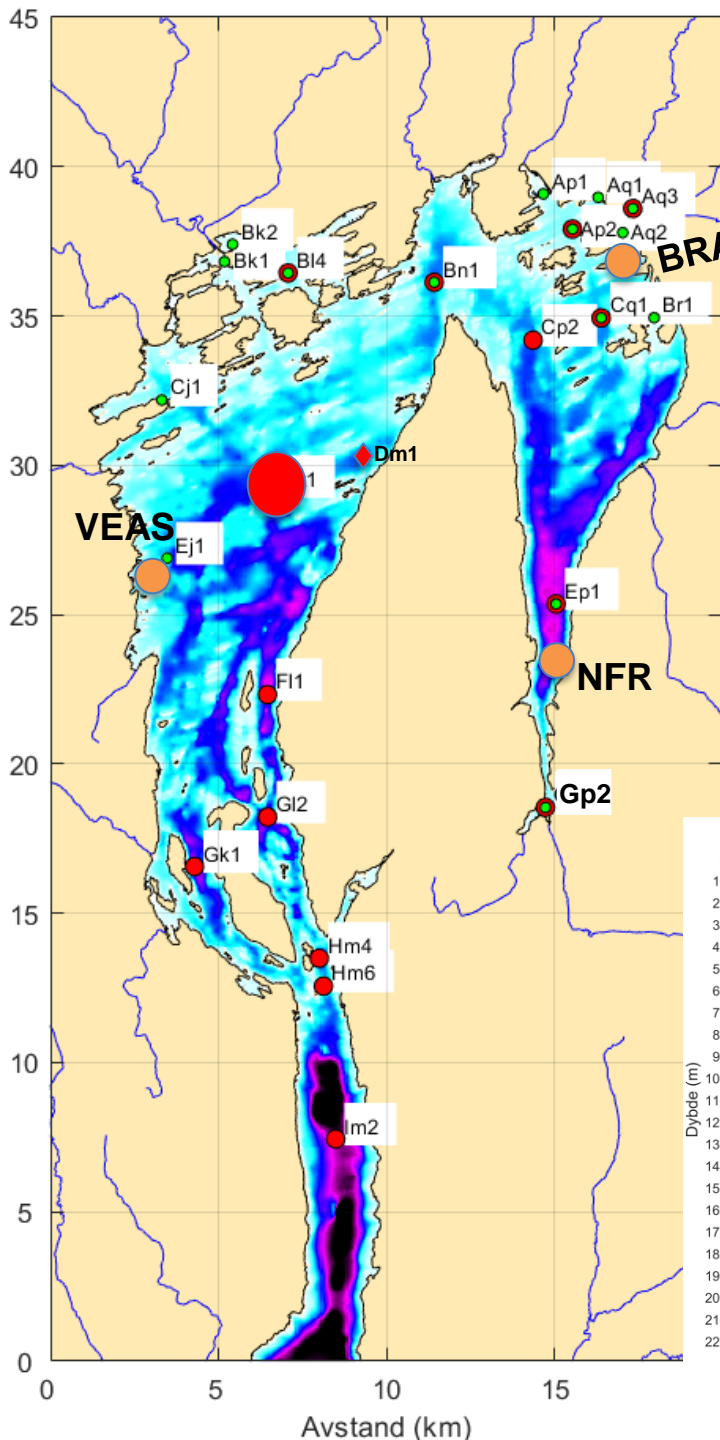 45
40
35
30
25
20
15
10
5
0
Ap1
Aq1
Aq3
Ap2
Aq2
BRA
Bk2
Bk1
Bl4
Bn1
Cq1
Br1
Cp2
Cj1
Dm1
1
VEAS
Ej1
Ep1
NFR
Fl1
Gl2
Gp2
Gk1
Hm4
Hm6
Im2
Dybde (m)
1
2
3
4
5
6
7
8
9
10
11
12
13
14
15
16
17
18
19
20
21
22
0 5 10 15
Avstand (km)